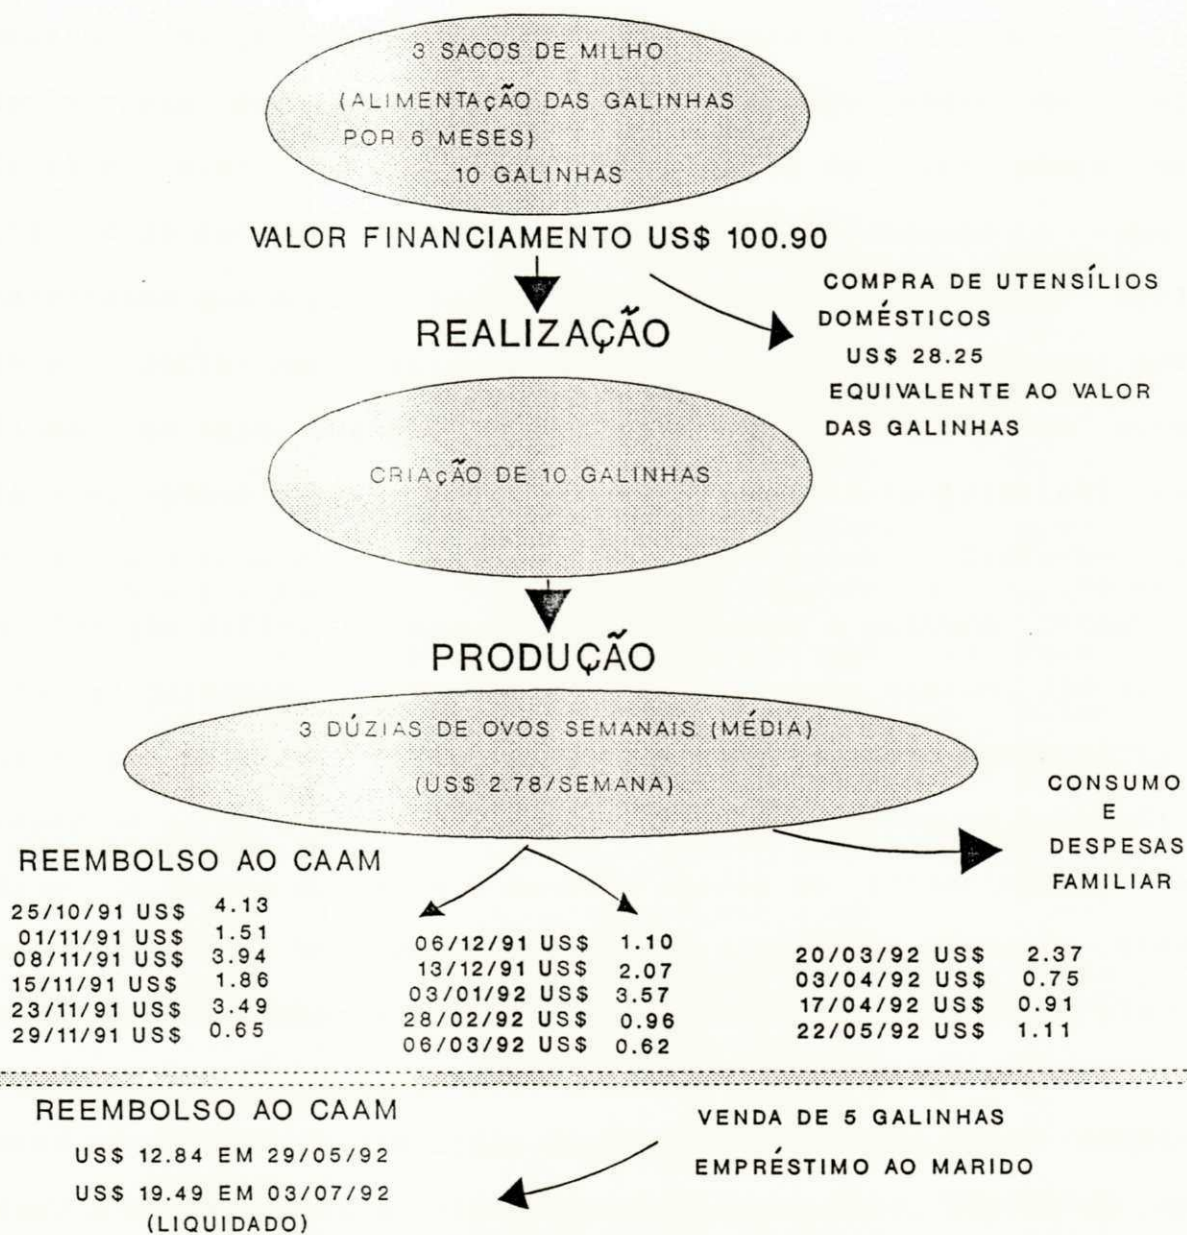 3 SACOS DE MILHO
(ALIMENTAçÃO DAS GALINHAS
POR 6 MESES)
10 GALINHAS
VALOR FINANCIAMENTO US$ 100.90
COMPRA DE UTENSÍLIOS
DOMÉSTICOS
US$ 28.25
EQUIVALENTE AO VALOR
DAS GALINHAS
REALIZAÇÃO
CRIAçÃO DE 10 GALINHAS
PRODUÇÃO
3 DÚZIAS DE OVOS SEMANAIS (MÉDIA)
(US$ 2.78/SEMANA)
CONSUMO
E
DESPESAS
FAMILIAR
REEMBOLSO AO CAAM
25/10/91 US$ 4.13
01/11/91 US$ 1.51
08/11/91 US$ 3.94
15/11/91 US$ 1.86
23/11/91 US$ 3.49
29/11/91 US$ 0.65
06/12/91 US$ 1.10
13/12/91 US$ 2.07
03/01/92 US$ 3.57
28/02/92 US$ 0.96
06/03/92 US$ 0.62
20/03/92 US$ 2.37
03/04/92 US$ 0.75
17/04/92 US$ 0.91
22/05/92 US$ 1.11
REEMBOLSO AO CAAM
US$ 12.84 EM 29/05/92
US$ 19.49 EM 03/07/92
(LIQUIDADO)
VENDA DE 5 GALINHAS
EMPRÉSTIMO AO MARIDO